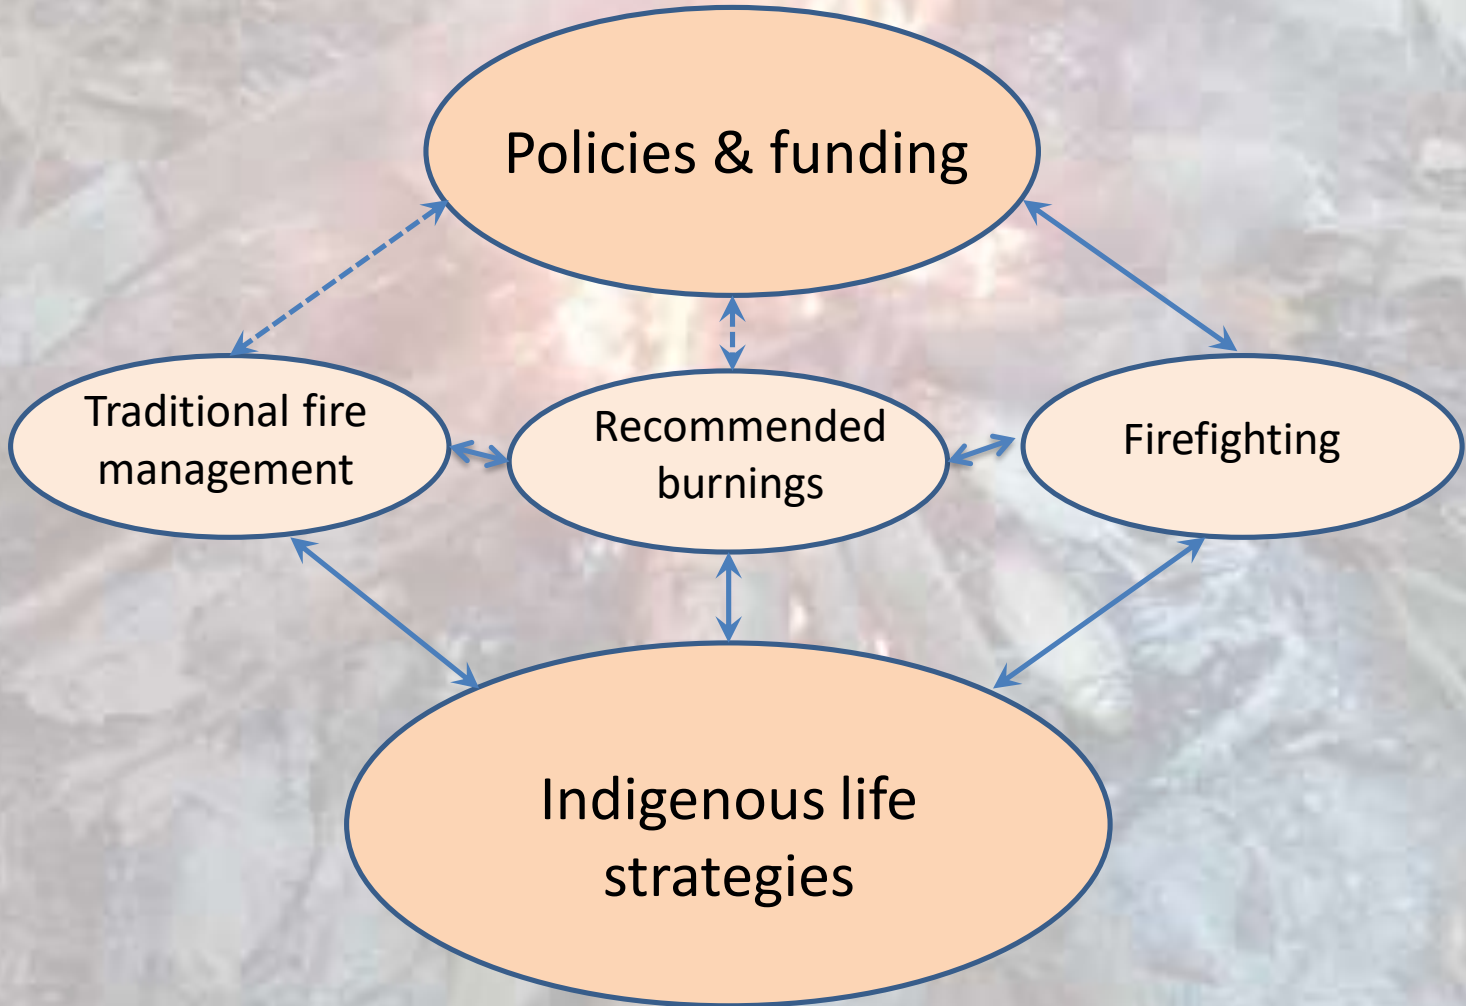 Policies & funding
Traditional fire
management
Recommended
burnings
Firefighting
Indigenous life
strategies